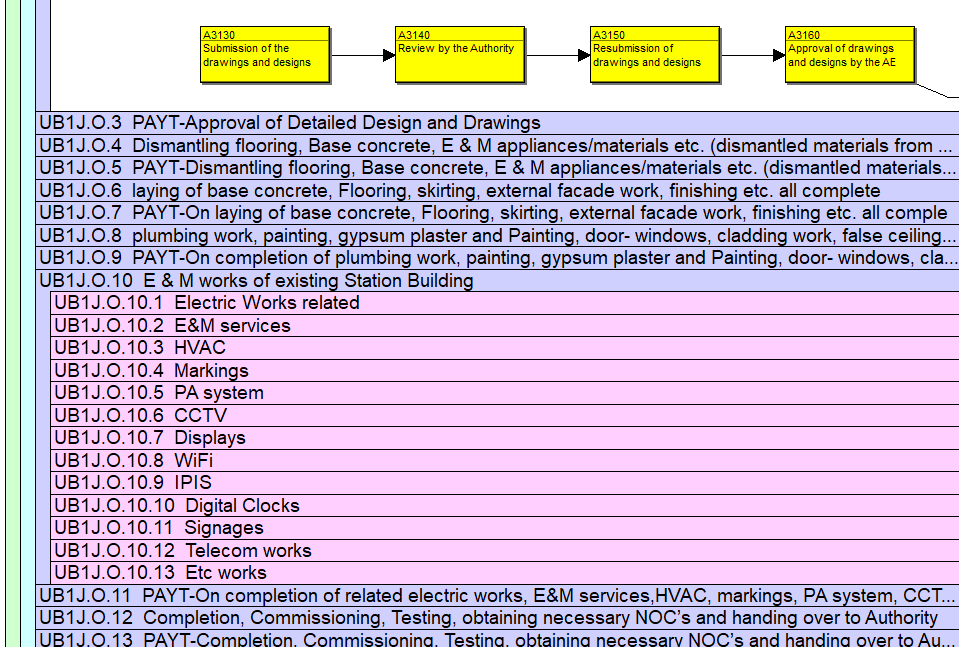 A3130
Submission of the
drawings and designs
A3140
Review by the Authority
A3150
Resubmission of
drawings and designs
A3160
Approval of drawings
and designs by the AE
UB1J.O.3 PAYT-Approval of Detailed Design and Drawings
UB1J.O.4 Dismantling flooring, Base concrete, E & M appliances/materials etc. (dismantled materials from ...
UB1J.O.5 PAYT-Dismantling flooring, Base concrete, E & M appliances/materials etc. (dismantled materials...
UB1J.O.6 laying of base concrete, Flooring, skirting, external facade work, finishing etc. all complete
UB1J.O.7 PAYT-On laying of base concrete, Flooring, skirting, external facade work, finishing etc. all comple
UB1J.O.8 plumbing work, painting, gypsum plaster and Painting, door- windows, cladding work, false ceiling...
UB1J.O.9 PAYT-On completion of plumbing work, painting, gypsum plaster and Painting, door- windows, cla...
UB1J.O.10 E & M works of existing Station Building
UB1J.O.10.1 Electric Works related
UB1J.O.10.2 E&M services
UB1J.O.10.3 HVAC
UB1J.O.10.4 Markings
UB1J.O.10.5 PA system
UB1J.O.10.6 CCTV
UB1J.O.10.7 Displays
UB1J.O.10.8 WiFi
UB1J.O.10.9 IPIS
UB1J.O.10.10 Digital Clocks
UB1J.O.10.11 Signages
UB1J.O.10.12 Telecom works
UB1J.O.10.13 Etc works
UB1J.O.11 PAYT-On completion of related electric works, E&M services,HVAC, markings, PA system, CCT...
UB1J.O.12 Completion, Commissioning, Testing, obtaining necessary NOC's and handing over to Authority
UB1J.O.13 PAYT-Completion, Commissioning, Testing, obtaining necessary NOC's and handing over to Au...